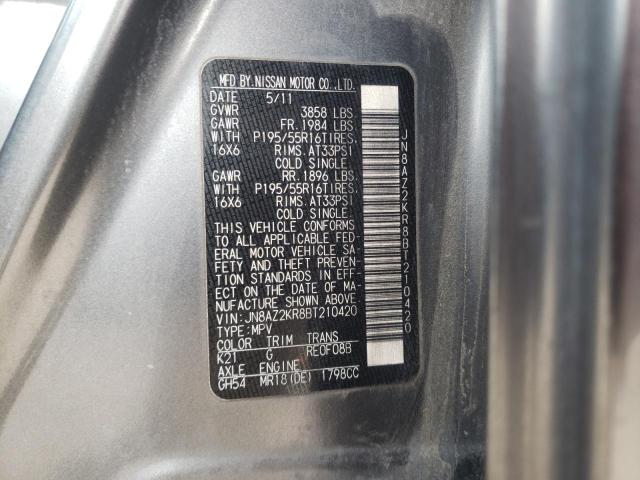 MFD BY.NISSAN MOTOR CO.,LTD.
DATE 5/11
GVWR 3858 LBS
GAWR FR. 1984 LBS.
WITH P195/55R16TIRES.
16X6 RIMS.AT33PSI
COLD SINGLE
GAWR RR. 1896 LBS.
WITH P195/55R16TIRES.
16X6 RIMS.AT33PSI
COLD SINGLE
THIS VEHICLE CONFORMS
TO ALL APPLICABLE FED-
ERAL MOTOR VEHICLE SA-
FETY AND THEFT PREVEN-
TION STANDARDS IN EFF-
ECT ON THE DATE OF MA-
NUFACTURE SHOWN ABOVE.
VIN:JN8AZ2KR8BT210420
TYPE:MPV
COLOR TRIM TRANS
K21 G RE0F08B
AXLE ENGINE
GH54 MR18(DE) 1798CC
JN8AZ2KR8BT210420